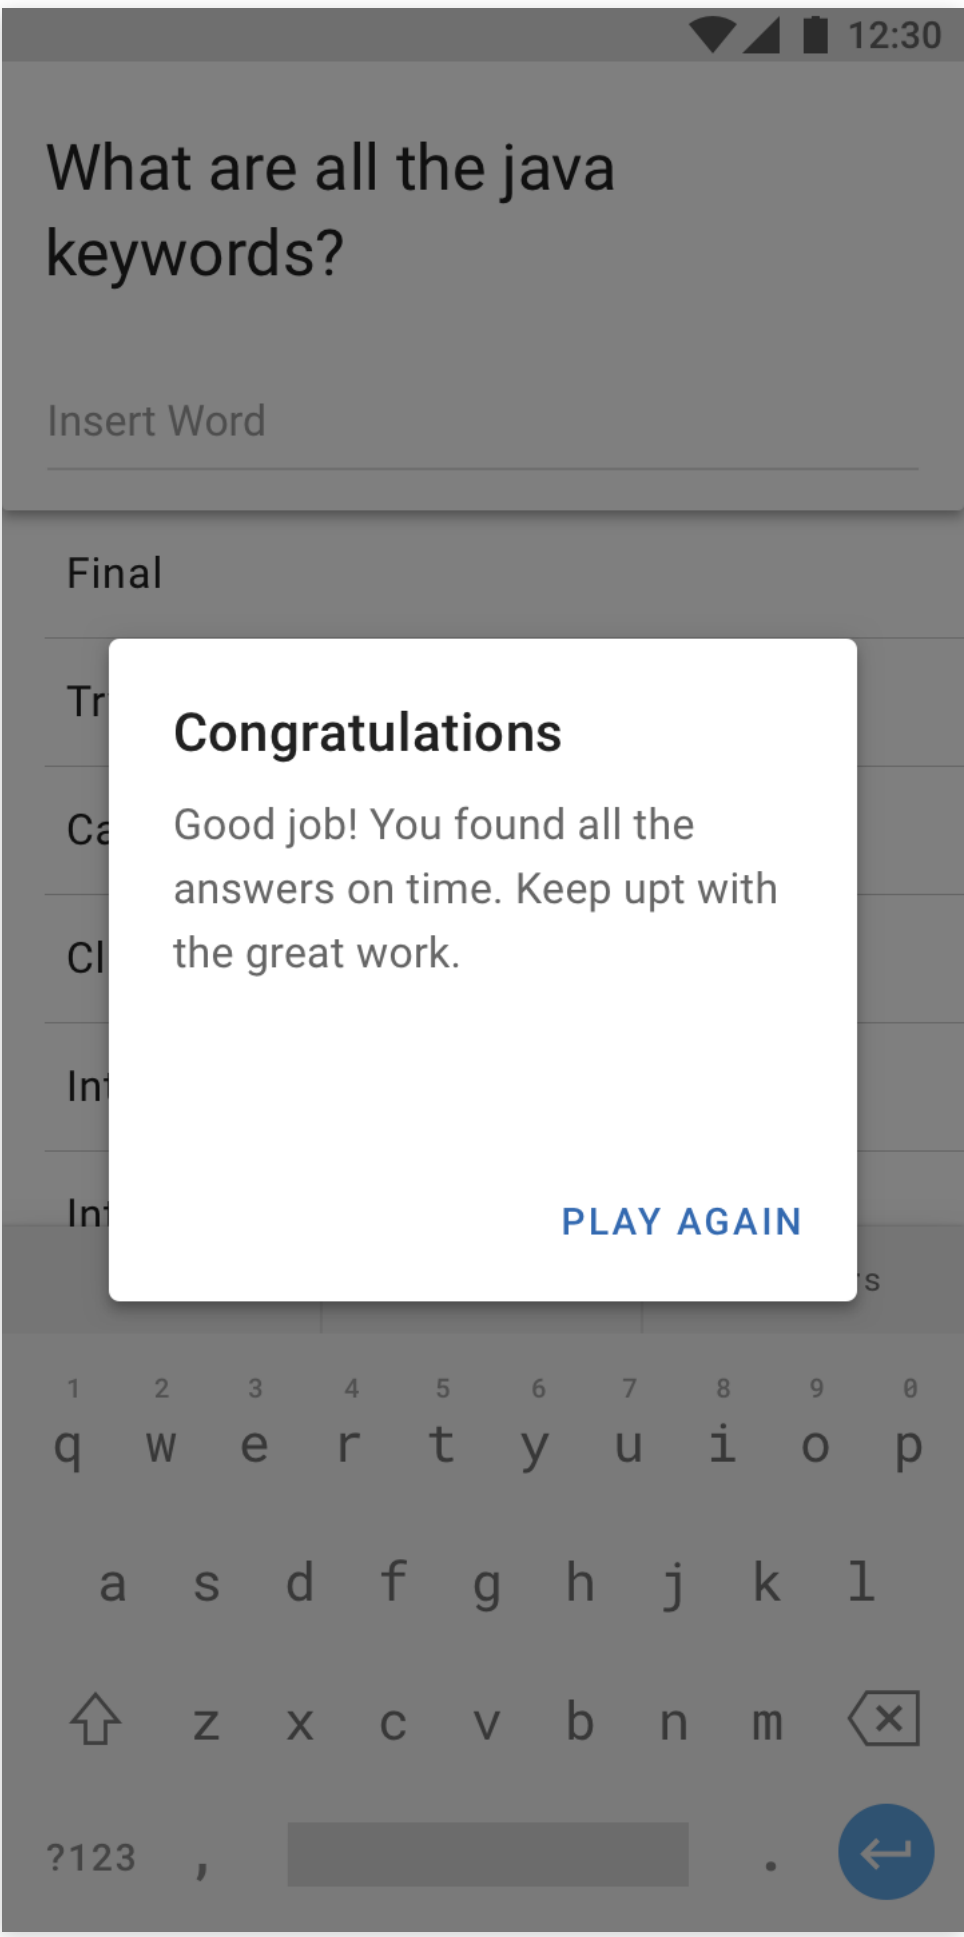 12:30
What are all the java
keywords?
Insert Word
Final
Congratulations
Good job! You found all the
answers on time. Keep upt with
the great work.
PLAY AGAIN
1 2 3 4 5 6 7 8 9 0
q w e r t y u i o p
a s d f g h j k l
z x c v b n m
?123 , .